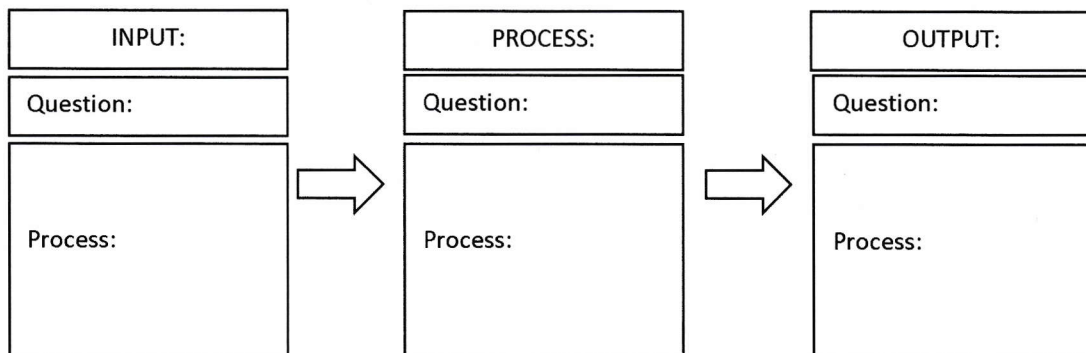 INPUT:
PROCESS:
OUTPUT:
Question:
Question:
Question:
Process:
Process:
Process: